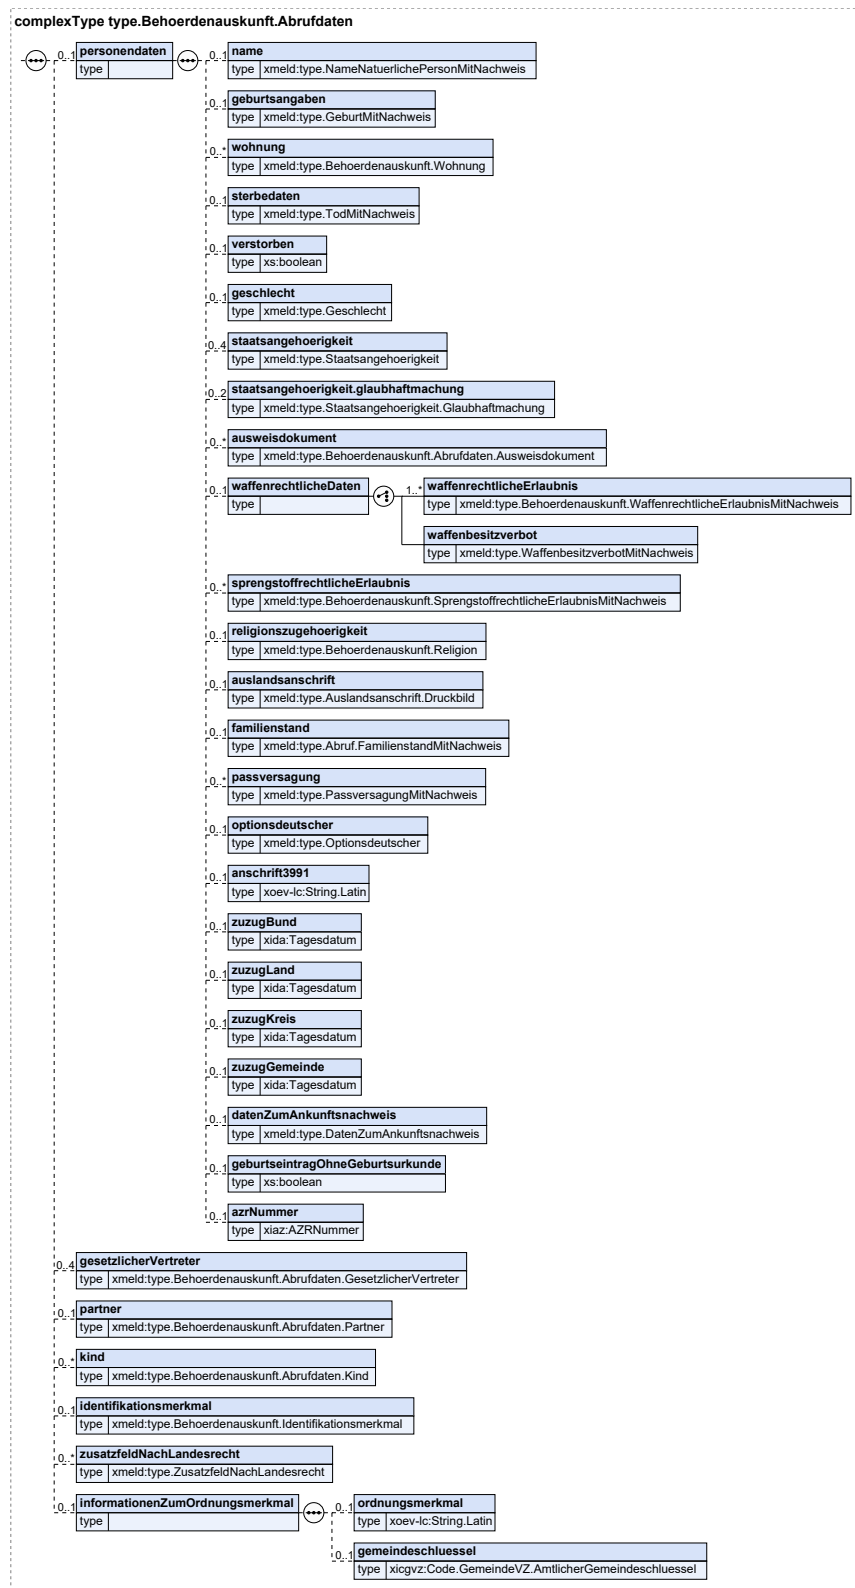 complexType type.Behoerdenauskunft.Abrufdaten
0..1 personendaten
type
0..1 name
type xmeld:type.NameNatuerlichePersonMitNachweis
0..1 geburtsangaben
type xmeld:type.GeburtMitNachweis
0..* wohnung
type xmeld:type.Behoerdenauskunft.Wohnung
0..1 sterbedaten
type xmeld:type.TodMitNachweis
0..1 verstorben
type xs:boolean
0..1 geschlecht
type xmeld:type.Geschlecht
0..4 staatsangehoerigkeit
type xmeld:type.Staatsangehoerigkeit
0..2 staatsangehoerigkeit.glaubhaftmachung
type xmeld:type.Staatsangehoerigkeit.Glaubhaftmachung
0..* ausweisdokument
type xmeld:type.Behoerdenauskunft.Abrufdaten.Ausweisdokument
0..1 waffenrechtlicheDaten
type
1..* waffenrechtlicheErlaubnis
type xmeld:type.Behoerdenauskunft.WaffenrechtlicheErlaubnisMitNachweis
waffenbesitzverbot
type xmeld:type.WaffenbesitzverbotMitNachweis
0..* sprengstoffrechtlicheErlaubnis
type xmeld:type.Behoerdenauskunft.SprengstoffrechtlicheErlaubnisMitNachweis
0..1 religionszugehoerigkeit
type xmeld:type.Behoerdenauskunft.Religion
0..1 auslandsanschrift
type xmeld:type.Auslandsanschrift.Druckbild
0..1 familienstand
type xmeld:type.Abruf.FamilienstandMitNachweis
0..* passversagung
type xmeld:type.PassversagungMitNachweis
0..1 optionsdeutscher
type xmeld:type.Optionsdeutscher
0..1 anschrift3991
type xoev-lc:String.Latin
0..1 zuzugBund
type xida:Tagesdatum
0..1 zuzugLand
type xida:Tagesdatum
0..1 zuzugKreis
type xida:Tagesdatum
0..1 zuzugGemeinde
type xida:Tagesdatum
0..1 datenZumAnkunftsnachweis
type xmeld:type.DatenZumAnkunftsnachweis
0..1 geburtseintragOhneGeburtsurkunde
type xs:boolean
0..1 azrNummer
type xiaz:AZRNummer
0..4 gesetzlicherVertreter
type xmeld:type.Behoerdenauskunft.Abrufdaten.GesetzlicherVertreter
0..1 partner
type xmeld:type.Behoerdenauskunft.Abrufdaten.Partner
0..* kind
type xmeld:type.Behoerdenauskunft.Abrufdaten.Kind
0..1 identifikationsmerkmal
type xmeld:type.Behoerdenauskunft.Identifikationsmerkmal
0..* zusatzfeldNachLandesrecht
type xmeld:type.ZusatzfeldNachLandesrecht
0..1 informationenZumOrdnungsmerkmal
type
0..1 ordnungsmerkmal
type xoev-lc:String.Latin
0..1 gemeindeschluessel
type xicgvz:Code.GemeindeVZ.AmtlicherGemeindeschluessel